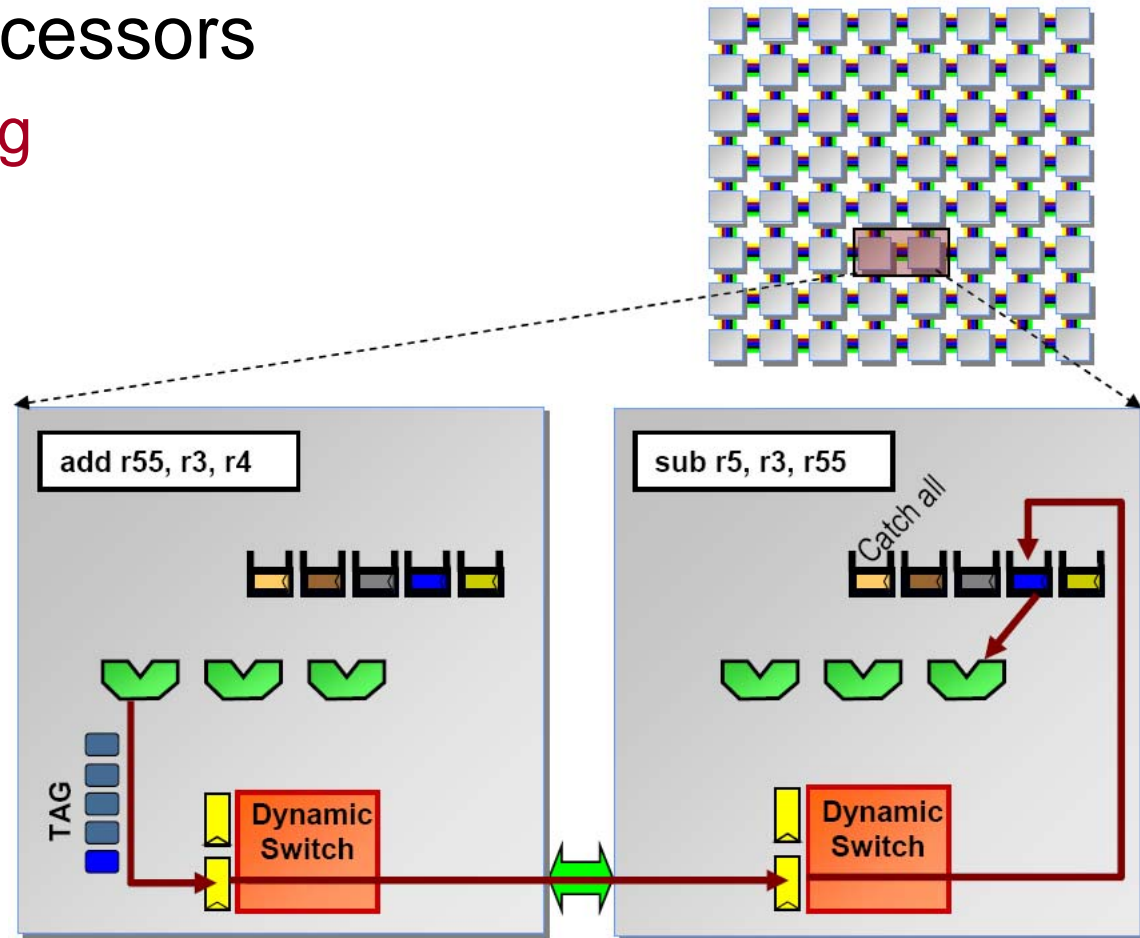 cessors
g
add r55, r3, r4
sub r5, r3, r55
Catch all
TAG
Dynamic
Switch
Dynamic
Switch